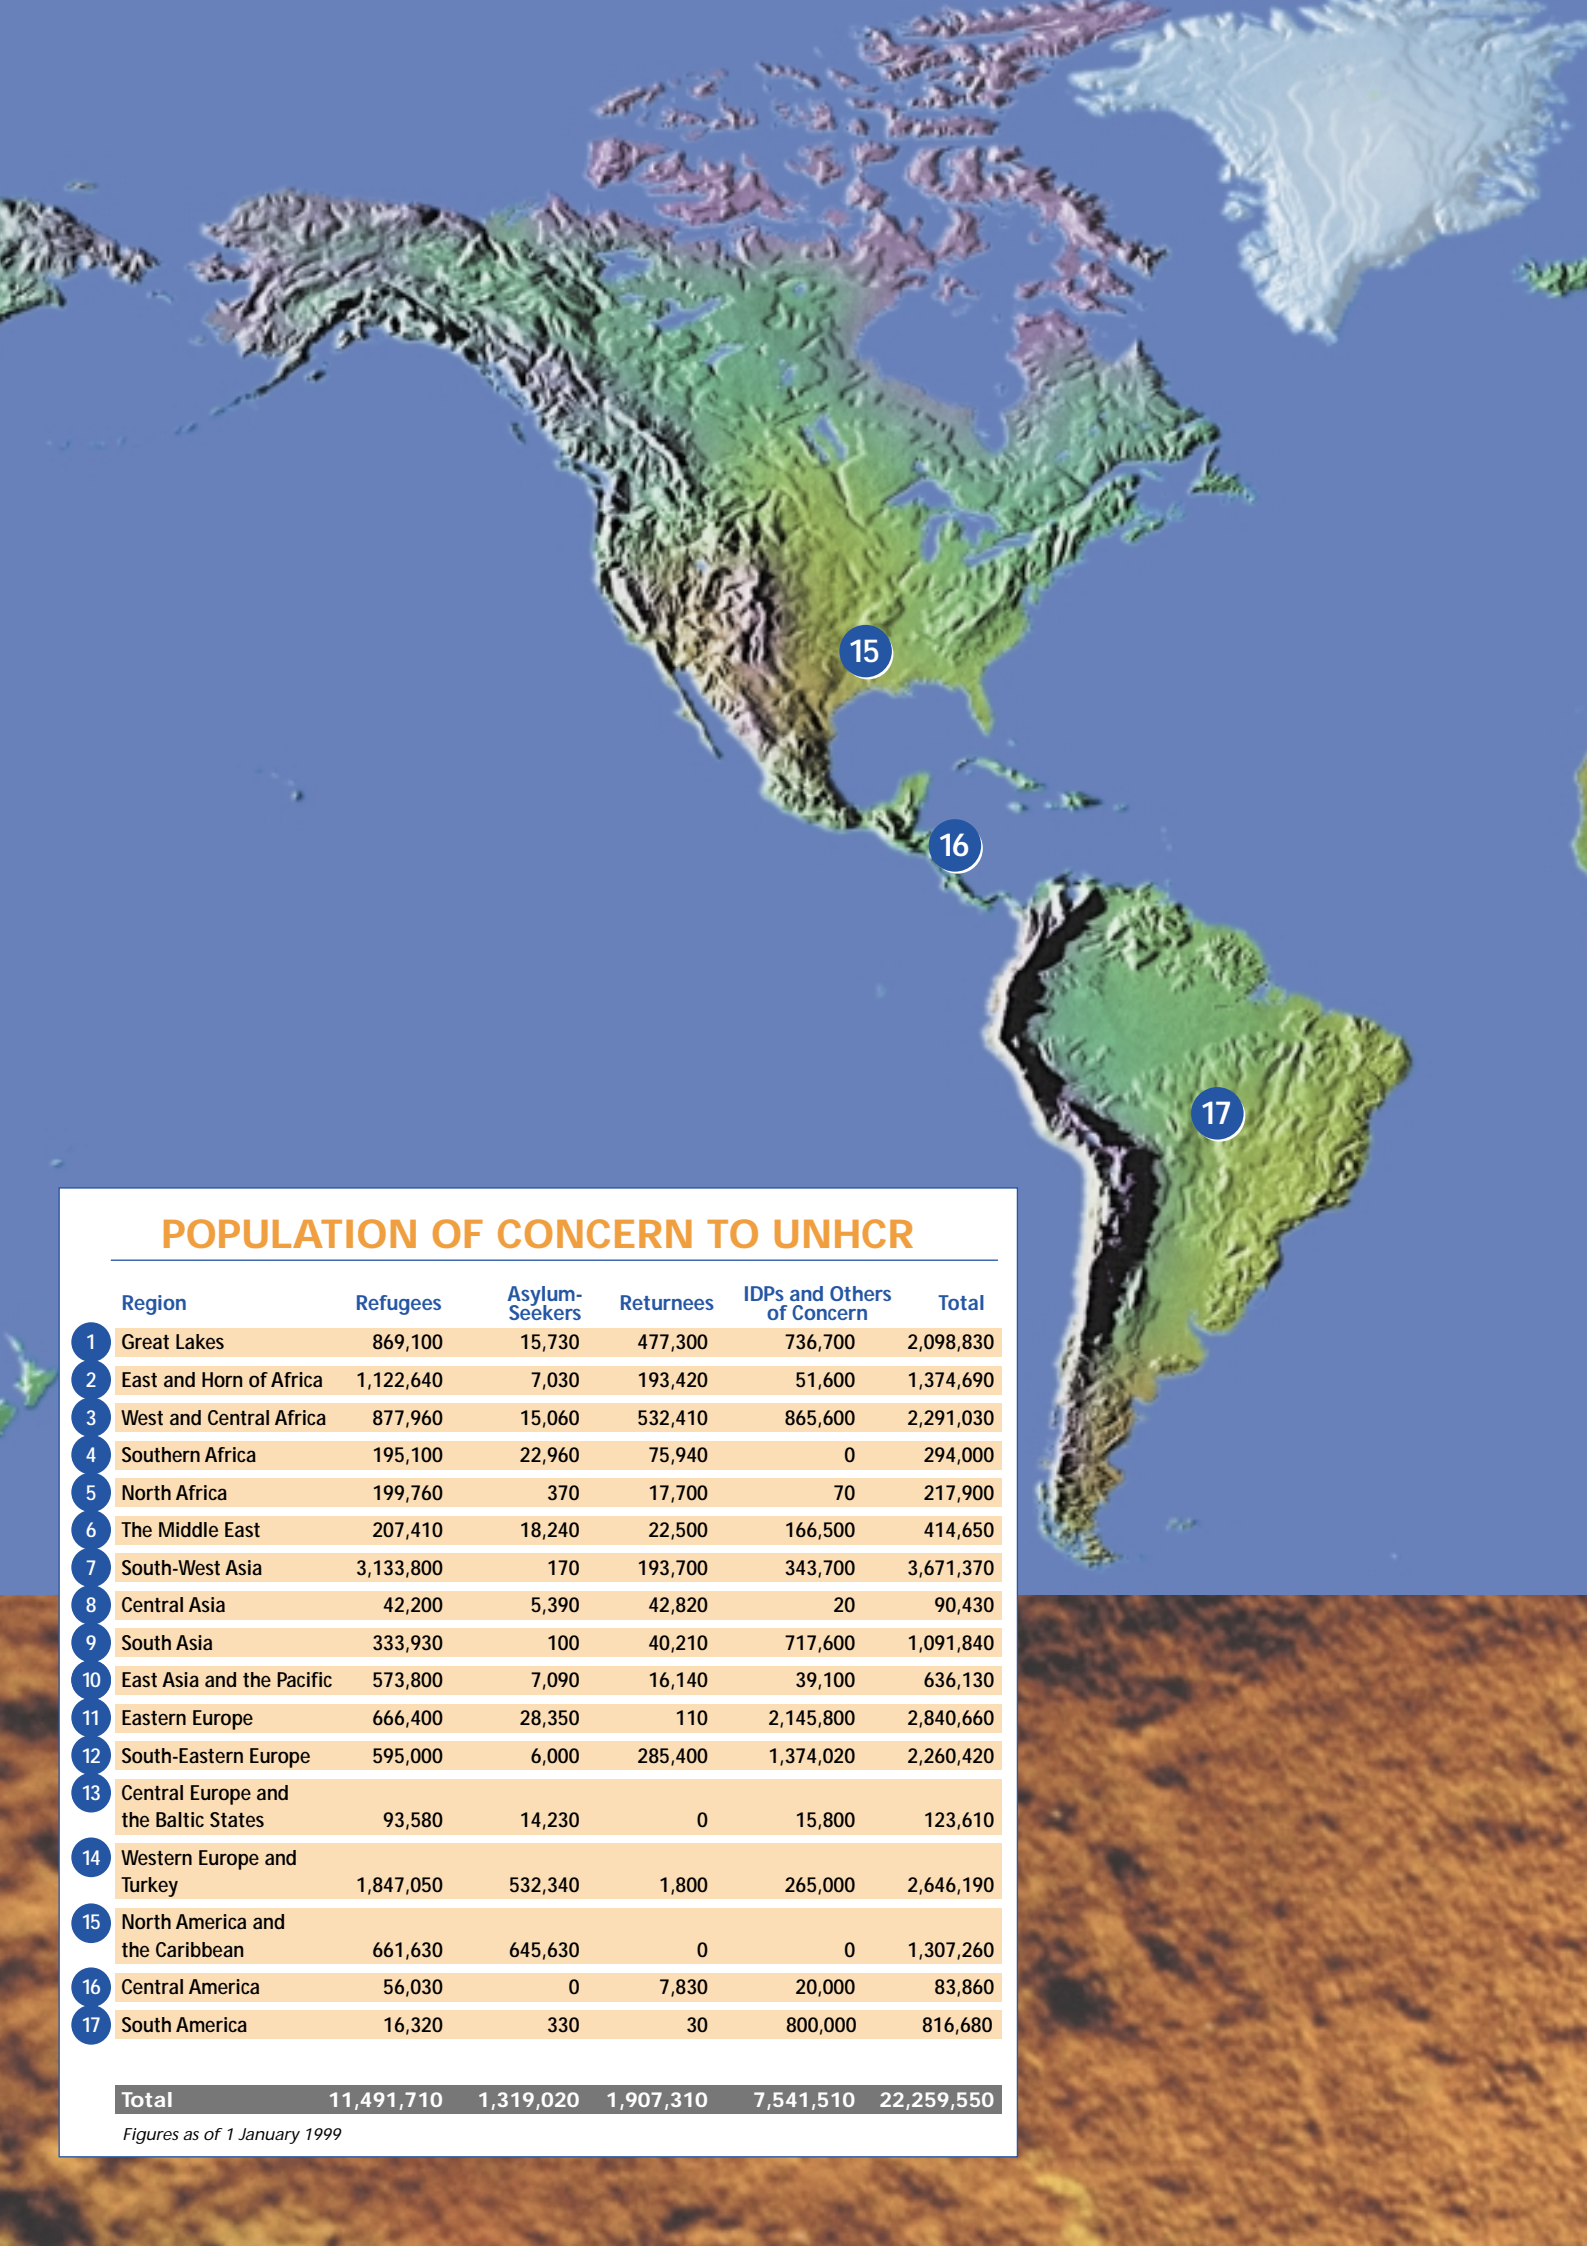 15
16
17
POPULATION OF CONCERN TO UNHCR
Region Refugees Asylum-Seekers Returnees IDPs and Others of Concern Total
1 Great Lakes 869,100 15,730 477,300 736,700 2,098,830
2 East and Horn of Africa 1,122,640 7,030 193,420 51,600 1,374,690
3 West and Central Africa 877,960 15,060 532,410 865,600 2,291,030
4 Southern Africa 195,100 22,960 75,940 0 294,000
5 North Africa 199,760 370 17,700 70 217,900
6 The Middle East 207,410 18,240 22,500 166,500 414,650
7 South-West Asia 3,133,800 170 193,700 343,700 3,671,370
8 Central Asia 42,200 5,390 42,820 20 90,430
9 South Asia 333,930 100 40,210 717,600 1,091,840
10 East Asia and the Pacific 573,800 7,090 16,140 39,100 636,130
11 Eastern Europe 666,400 28,350 110 2,145,800 2,840,660
12 South-Eastern Europe 595,000 6,000 285,400 1,374,020 2,260,420
13 Central Europe and
the Baltic States 93,580 14,230 0 15,800 123,610
14 Western Europe and
Turkey 1,847,050 532,340 1,800 265,000 2,646,190
15 North America and
the Caribbean 661,630 645,630 0 0 1,307,260
16 Central America 56,030 0 7,830 20,000 83,860
17 South America 16,320 330 30 800,000 816,680
Total 11,491,710 1,319,020 1,907,310 7,541,510 22,259,550
Figures as of 1 January 1999